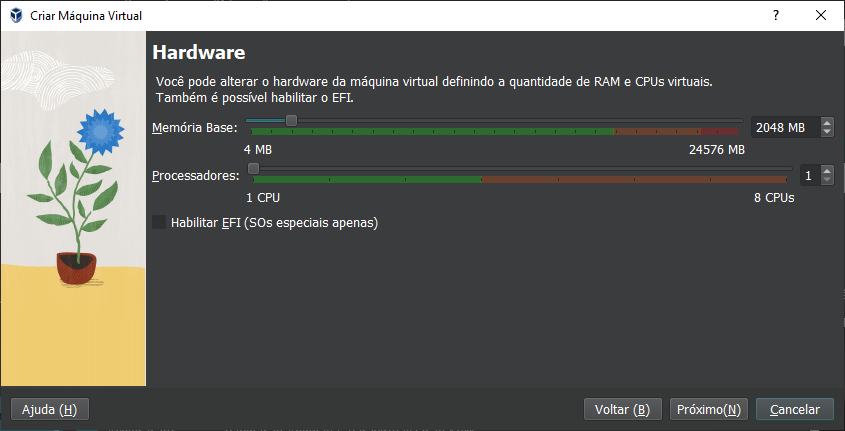 Criar Máquina Virtual
?
Hardware
Você pode alterar o hardware da máquina virtual definindo a quantidade de RAM e CPUs virtuais.
Também é possível habilitar o EFI.
Memória Base:
2048 MB
4 MB
24576 MB
Processadores:
1
1 CPU
8 CPUs
Habilitar EFI (SOs especiais apenas)
Ajuda (H)
Voltar (B)
Próximo(N)
Cancelar